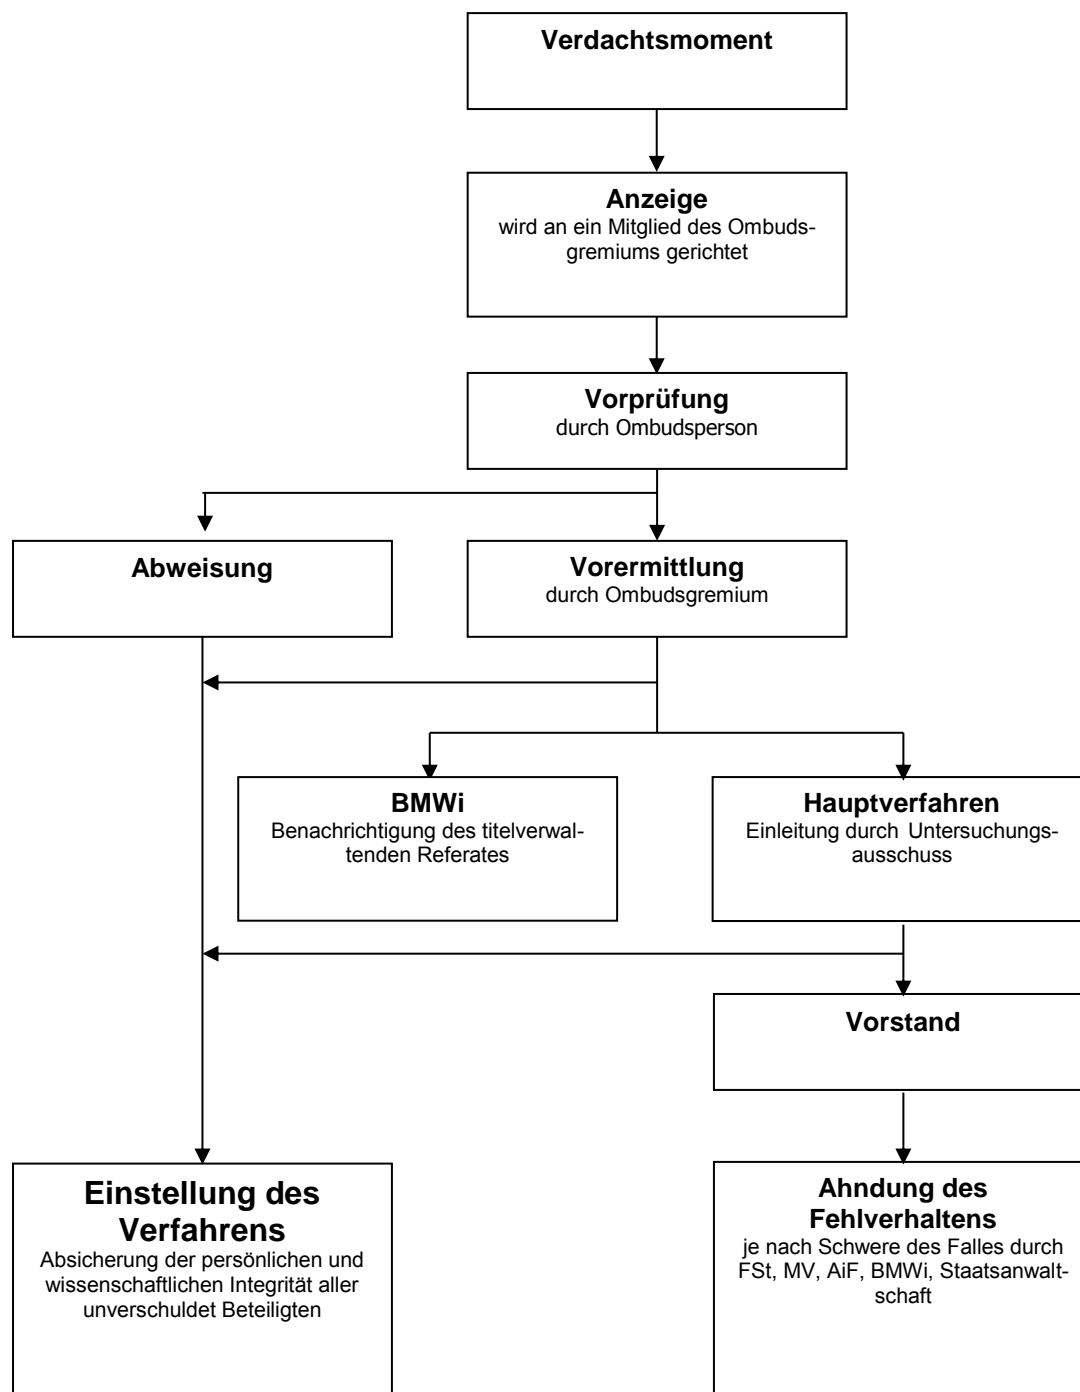 Verdachtsmoment
Anzeige
wird an ein Mitglied des Ombuds-
gremiums gerichtet
Vorprüfung
durch Ombudsperson
Abweisung
Vorermittlung
durch Ombudsgremium
BMWi
Benachrichtigung des titelverwal-
tenden Referates
Hauptverfahren
Einleitung durch Untersuchungs-
ausschuss
Vorstand
Einstellung des
Verfahrens
Absicherung der persönlichen und
wissenschaftlichen Integrität aller
unverschuldet Beteiligten
Ahndung des
Fehlverhaltens
je nach Schwere des Falles durch
FSt, MV, AiF, BMWi, Staatsanwalt-
schaft